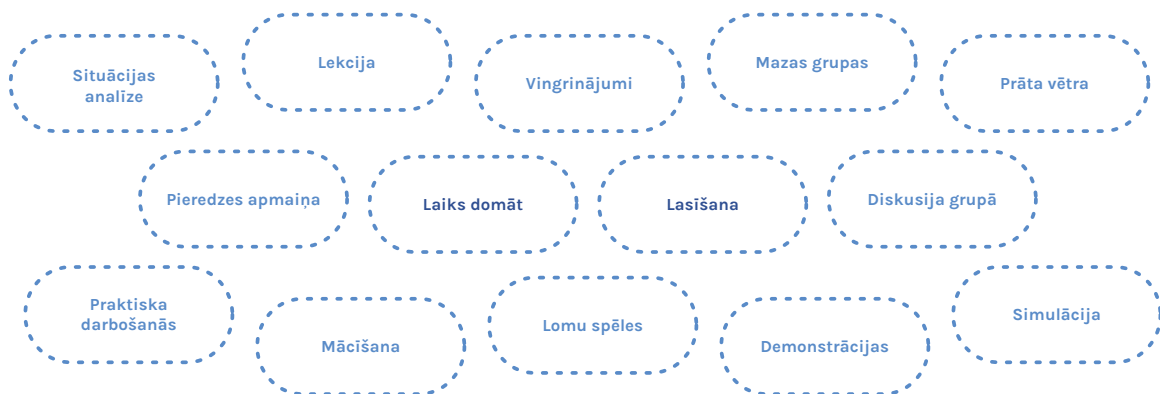 Situācijas
analīze
Lekcija
Vingrinājumi
Mazas grupas
Prāta vētra
Pieredzes apmaiņa
Laiks domāt
Lasīšana
Diskusija grupā
Praktiska
darbošanās
Mācīšana
Lomu spēles
Demonstrācijas
Simulācija